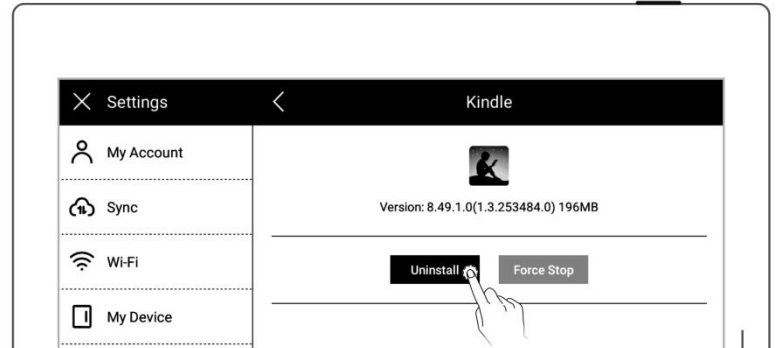 Settings
Kindle
My Account
Version: 8.49.1.0(1.3.253484.0) 196MB
Sync
Wi-Fi
Uninstall
Force Stop
My Device